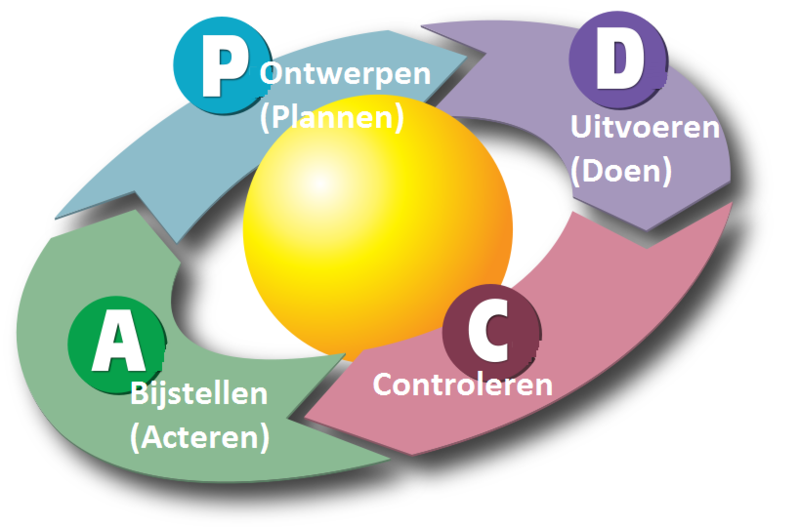 P
Ontwerpen
(Plannen)
D
Uitvoeren
(Doen)
C
Controleren
A
Bijstellen
(Acteren)